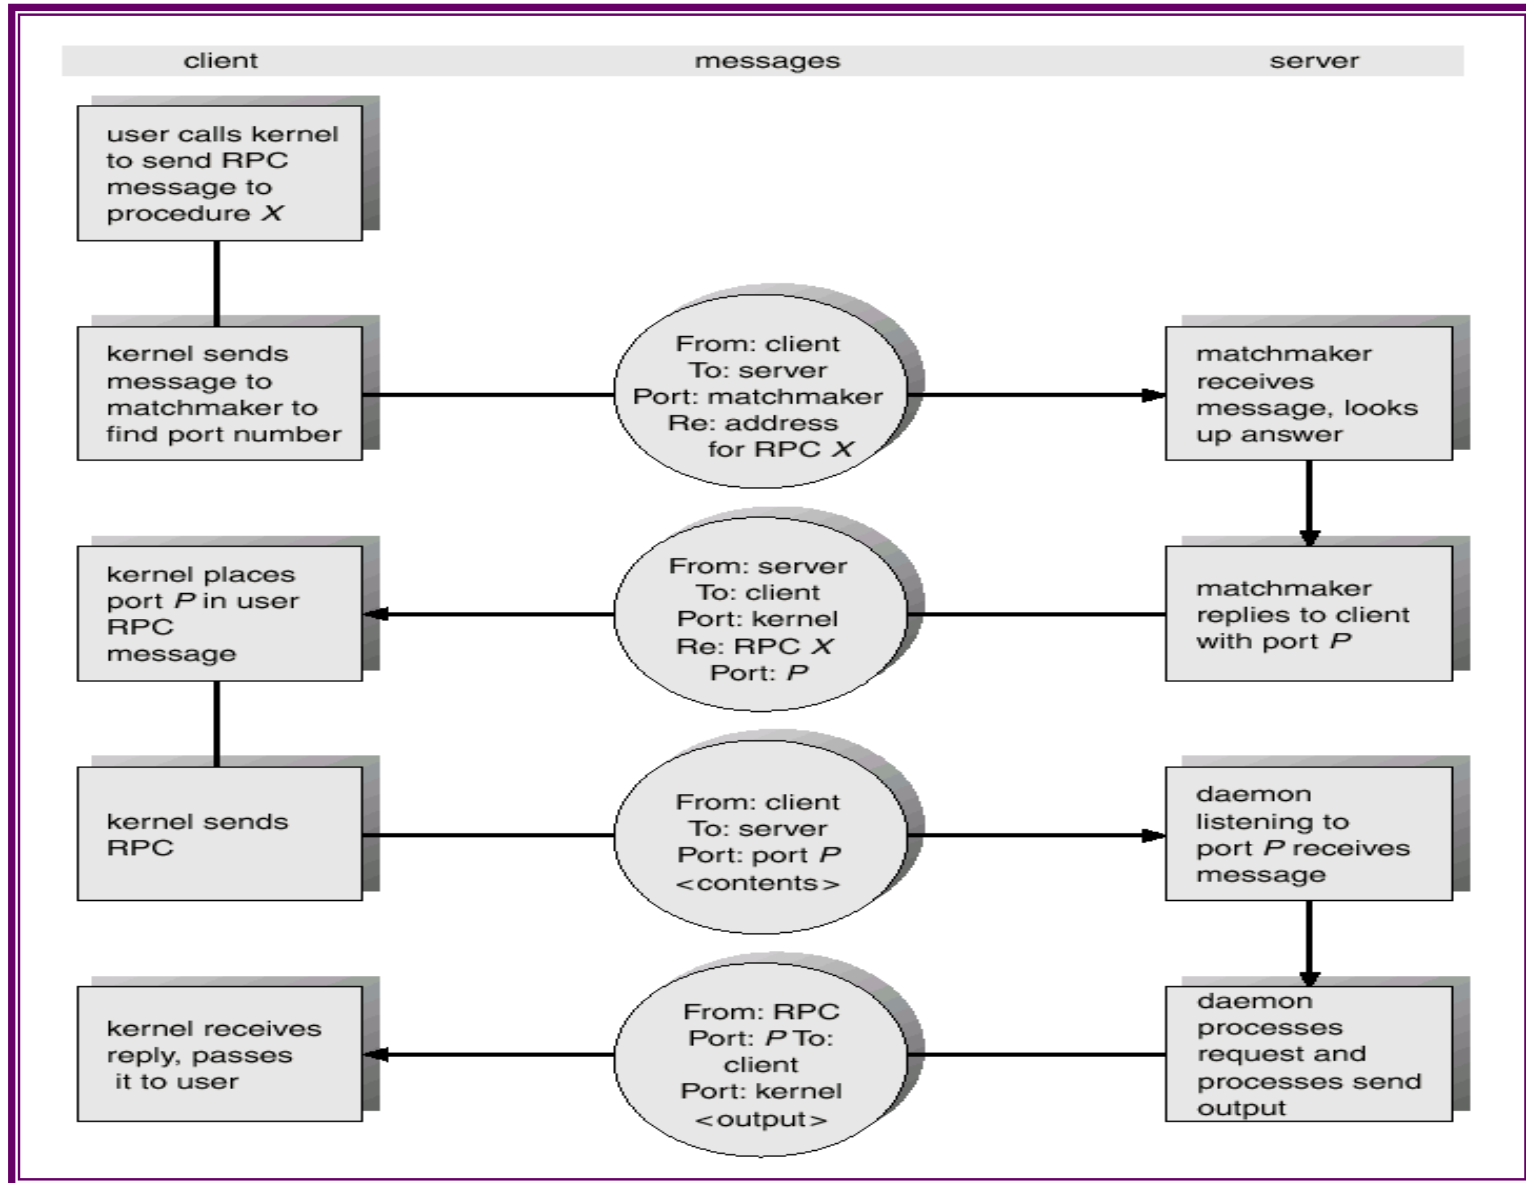 client
messages
server
user calls kernel
to send RPC
message to
procedure X
kernel sends
message to
matchmaker to
find port number
From: client
To: server
Port: matchmaker
Re: address
for RPC X
matchmaker
receives
message, looks
up answer
kernel places
port P in user
RPC
message
From: server
To: client
Port: kernel
Re: RPC X
Port: P
matchmaker
replies to client
with port P
kernel sends
RPC
From: client
To: server
Port: port P
<contents>
daemon
listening to
port P receives
message
kernel receives
reply, passes
it to user
From: RPC
Port: P To:
client
Port: kernel
<output>
daemon
processes
request and
processes send
output